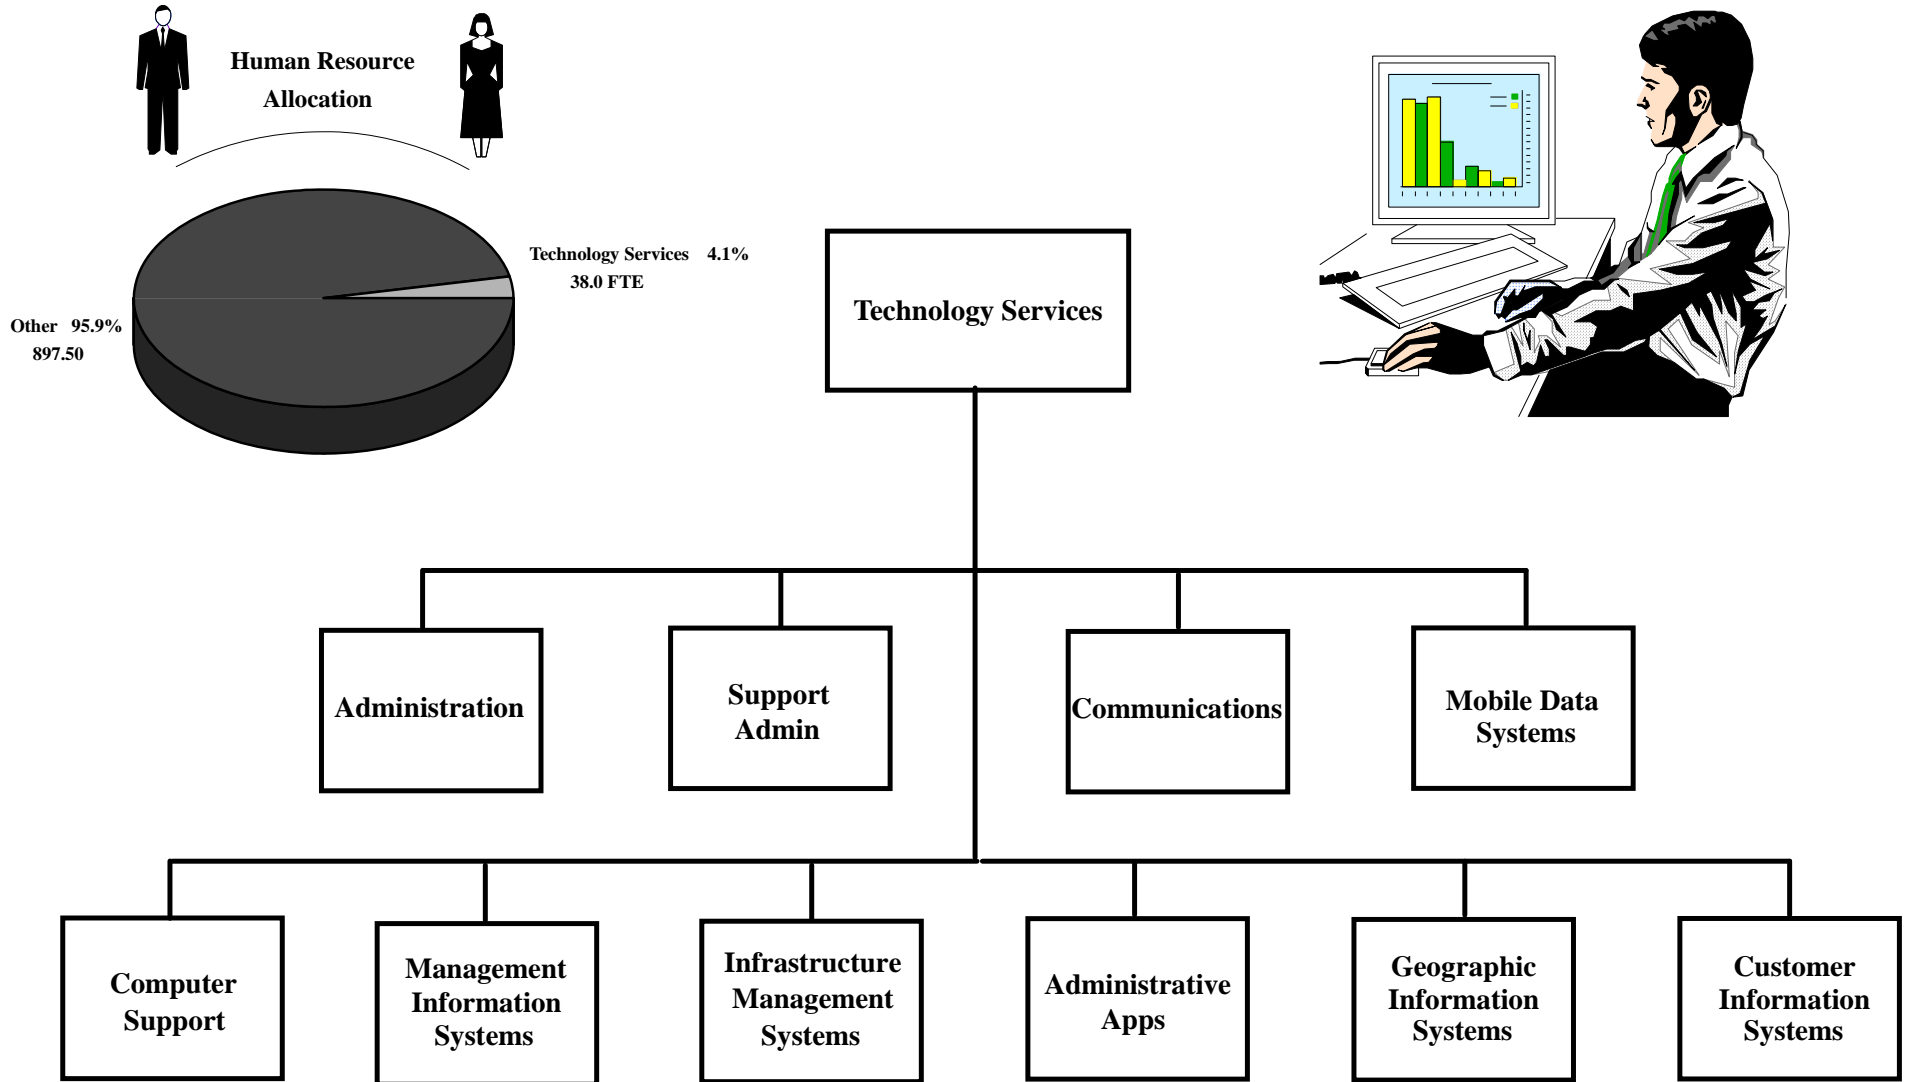 Human Resource
Allocation
Technology Services 4.1%
38.0 FTE
Other 95.9%
897.50
Technology Services
Administration
Support
Admin
Communications
Mobile Data
Systems
Computer
Support
Management
Information
Systems
Infrastructure
Management
Systems
Administrative
Apps
Geographic
Information
Systems
Customer
Information
Systems